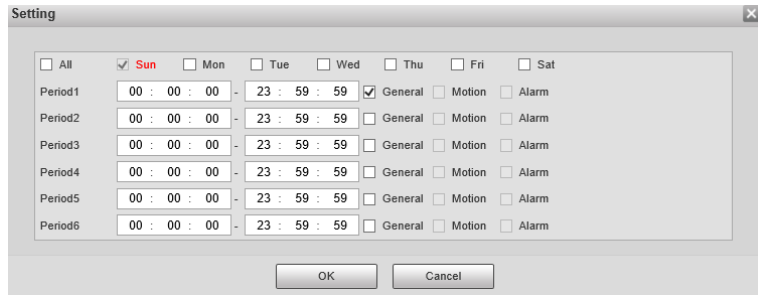 Setting
All Sun Mon Tue Wed Thu Fri Sat
Period1 00 : 00 : 00 - 23 : 59 : 59 General Motion Alarm
Period2 00 : 00 : 00 - 23 : 59 : 59 General Motion Alarm
Period3 00 : 00 : 00 - 23 : 59 : 59 General Motion Alarm
Period4 00 : 00 : 00 - 23 : 59 : 59 General Motion Alarm
Period5 00 : 00 : 00 - 23 : 59 : 59 General Motion Alarm
Period6 00 : 00 : 00 - 23 : 59 : 59 General Motion Alarm
OK Cancel